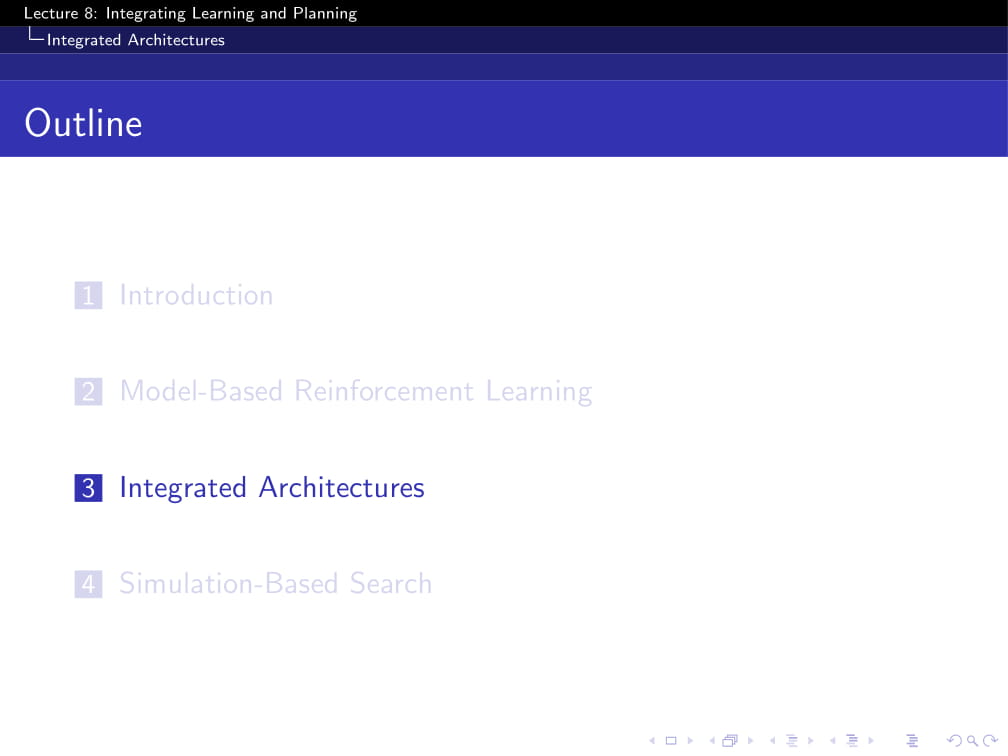 Lecture 8: Integrating Learning and Planning
Integrated Architectures
Outline
1 Introduction
2 Model-Based Reinforcement Learning
3 Integrated Architectures
4 Simulation-Based Search